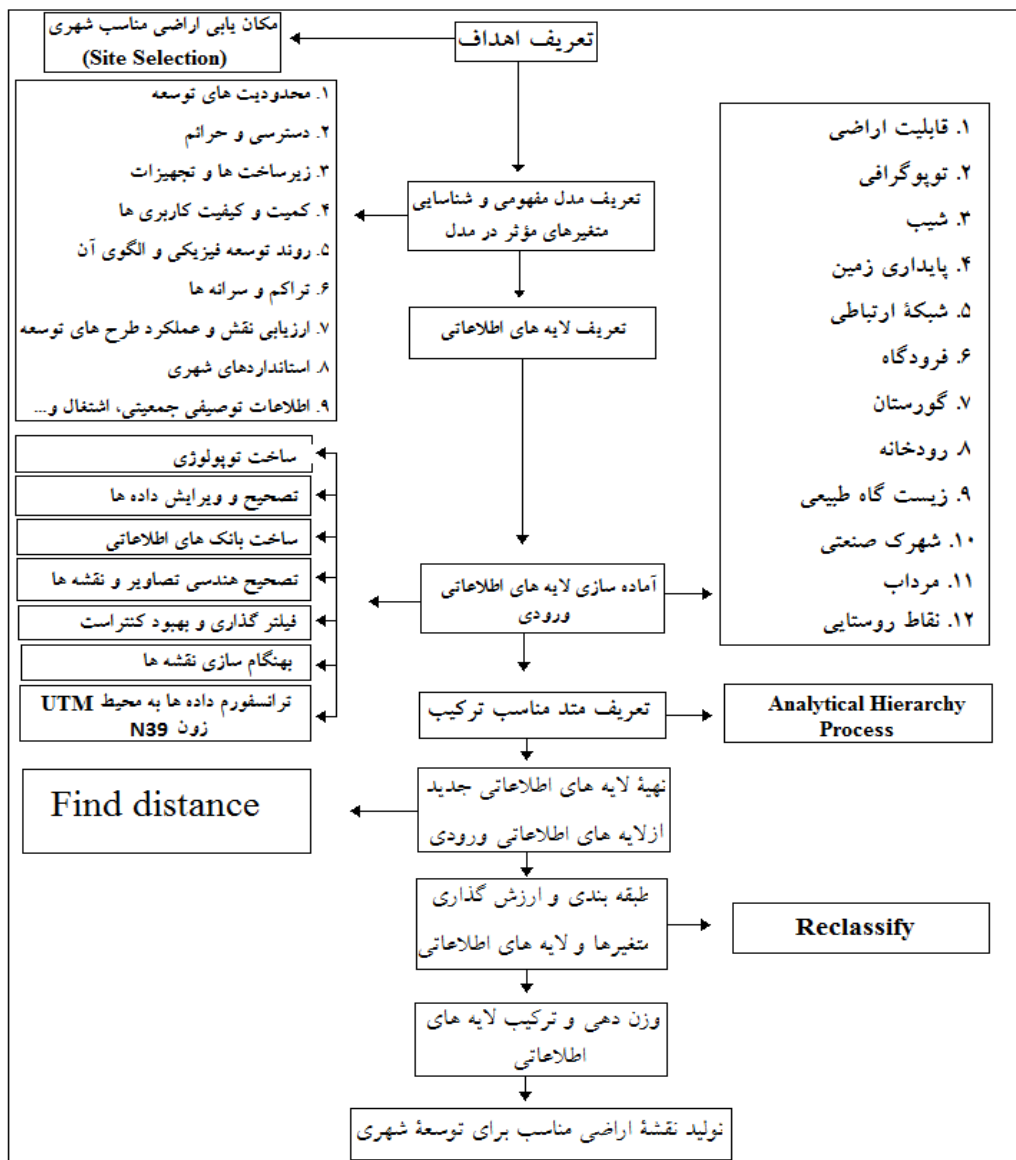 تعریف اهداف
مکان یابی اراضی مناسب شهری
(Site Selection)
تعریف مدل مفهومی و شناسایی
متغیرهای مؤثر در مدل
۱. محدودیت های توسعه
۲. دسترسی و حرائم
۳. زیرساخت ها و تجهیزات
۴. کمیت و کیفیت کاربری ها
۵. روند توسعه فیزیکی و الگوی آن
۶. تراکم و سرانه ها
۷. ارزیابی نقش و عملکرد طرح های توسعه
۸. استانداردهای شهری
۹. اطلاعات توصیفی جمعیتی، اشتغال و...
تعریف لایه های اطلاعاتی
آماده سازی لایه های اطلاعاتی
ورودی
۱. قابلیت اراضی
۲. توپوگرافی
۳. شیب
۴. پایداری زمین
۵. شبکۀ ارتباطی
۶. فرودگاه
۷. گورستان
۸. رودخانه
۹. زیست گاه طبیعی
۱۰. شهرک صنعتی
۱۱. مرداب
۱۲. نقاط روستایی
ساخت توپولوژی
تصحیح و ویرایش داده ها
ساخت بانک های اطلاعاتی
تصحیح هندسی تصاویر و نقشه ها
فیلتر گذاری و بهبود کنتراست
بهنگام سازی نقشه ها
ترانسفورم داده ها به محیط UTM
زون N39
تعریف متد مناسب ترکیب
Analytical Hierarchy
Process
تهیۀ لایه های اطلاعاتی جدید
ازلایه های اطلاعاتی ورودی
Find distance
طبقه بندی و ارزش گذاری
متغیرها و لایه های اطلاعاتی
Reclassify
وزن دهی و ترکیب لایه های
اطلاعاتی
تولید نقشۀ اراضی مناسب برای توسعۀ شهری